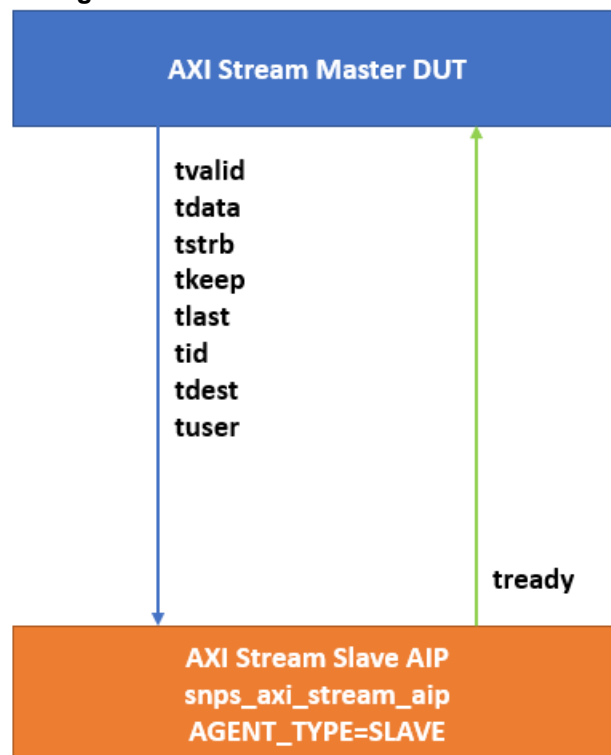 AXI Stream Master DUT
tvalid
tdata
tstrb
tkeep
tlast
tid
tdest
tuser
tready
AXI Stream Slave AIP
snps_axi_stream_aip
AGENT_TYPE=SLAVE